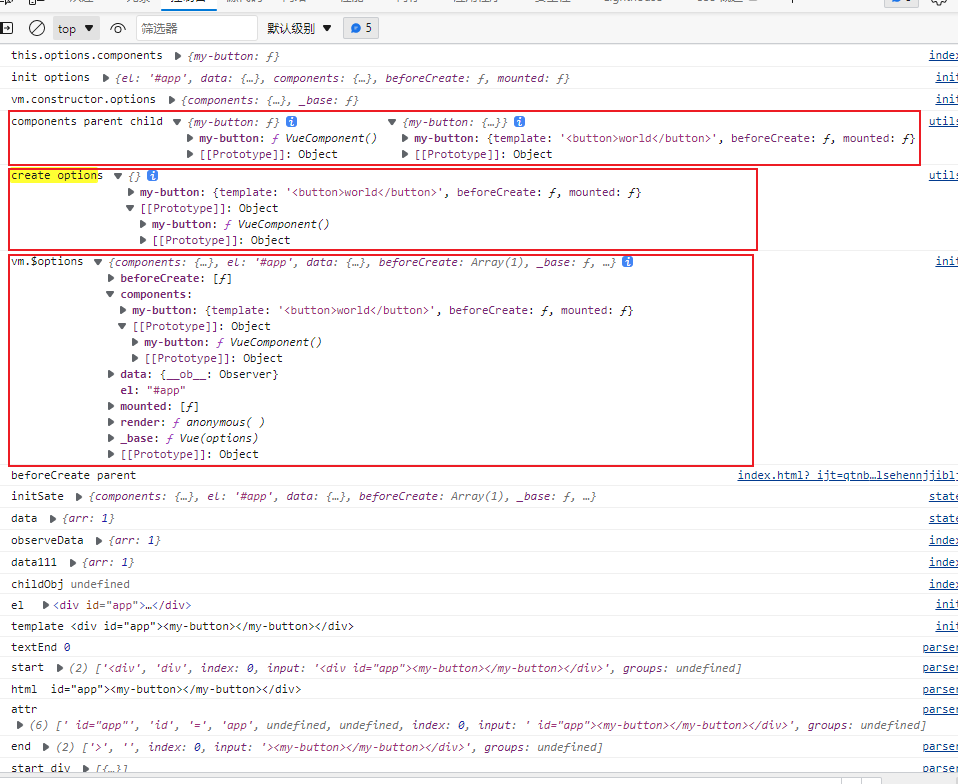 top
筛选器
默认级别
5
this.options.components {my-button: ƒ} index
init options {el: '#app', data: {…}, components: {…}, beforeCreate: ƒ, mounted: ƒ} init
vm.constructor.options {components: {…}, _base: ƒ} init
components parent child {my-button: ƒ} {my-button: {…}} utils
my-button: ƒ VueComponent() my-button: {template: '<button>world</button>', beforeCreate: ƒ, mounted: ƒ}
[[Prototype]]: Object [[Prototype]]: Object
create options {} utils
my-button: {template: '<button>world</button>', beforeCreate: ƒ, mounted: ƒ}
[[Prototype]]: Object
my-button: ƒ VueComponent()
[[Prototype]]: Object
vm.$options {components: {…}, el: '#app', data: {…}, beforeCreate: Array(1), _base: ƒ, …} init
beforeCreate: [ƒ]
components:
my-button: {template: '<button>world</button>', beforeCreate: ƒ, mounted: ƒ}
[[Prototype]]: Object
my-button: ƒ VueComponent()
[[Prototype]]: Object
data: {__ob__: Observer}
el: "#app"
mounted: [ƒ]
render: ƒ anonymous( )
_base: ƒ Vue(options)
[[Prototype]]: Object
beforeCreate parent index.html?_ijt=qtnb…lsehennjjiblj
initSate {components: {…}, el: '#app', data: {…}, beforeCreate: Array(1), _base: ƒ, …} state
data {arr: 1} state
observeData {arr: 1} index
data111 {arr: 1} index
childObj undefined index
el <div id="app">…</div> init
template <div id="app"><my-button></my-button></div> init
textEnd 0 parser
start (2) ['<div', 'div', index: 0, input: '<div id="app"><my-button></my-button></div>', groups: undefined] parser
html id="app"><my-button></my-button></div> parser
attr parser
(6) [' id="app"', 'id', '=', 'app', undefined, undefined, index: 0, input: ' id="app"><my-button></my-button></div>', groups: undefined]
end (2) ['>', '', index: 0, input: '><my-button></my-button></div>', groups: undefined] parser
start div [{…}] parser